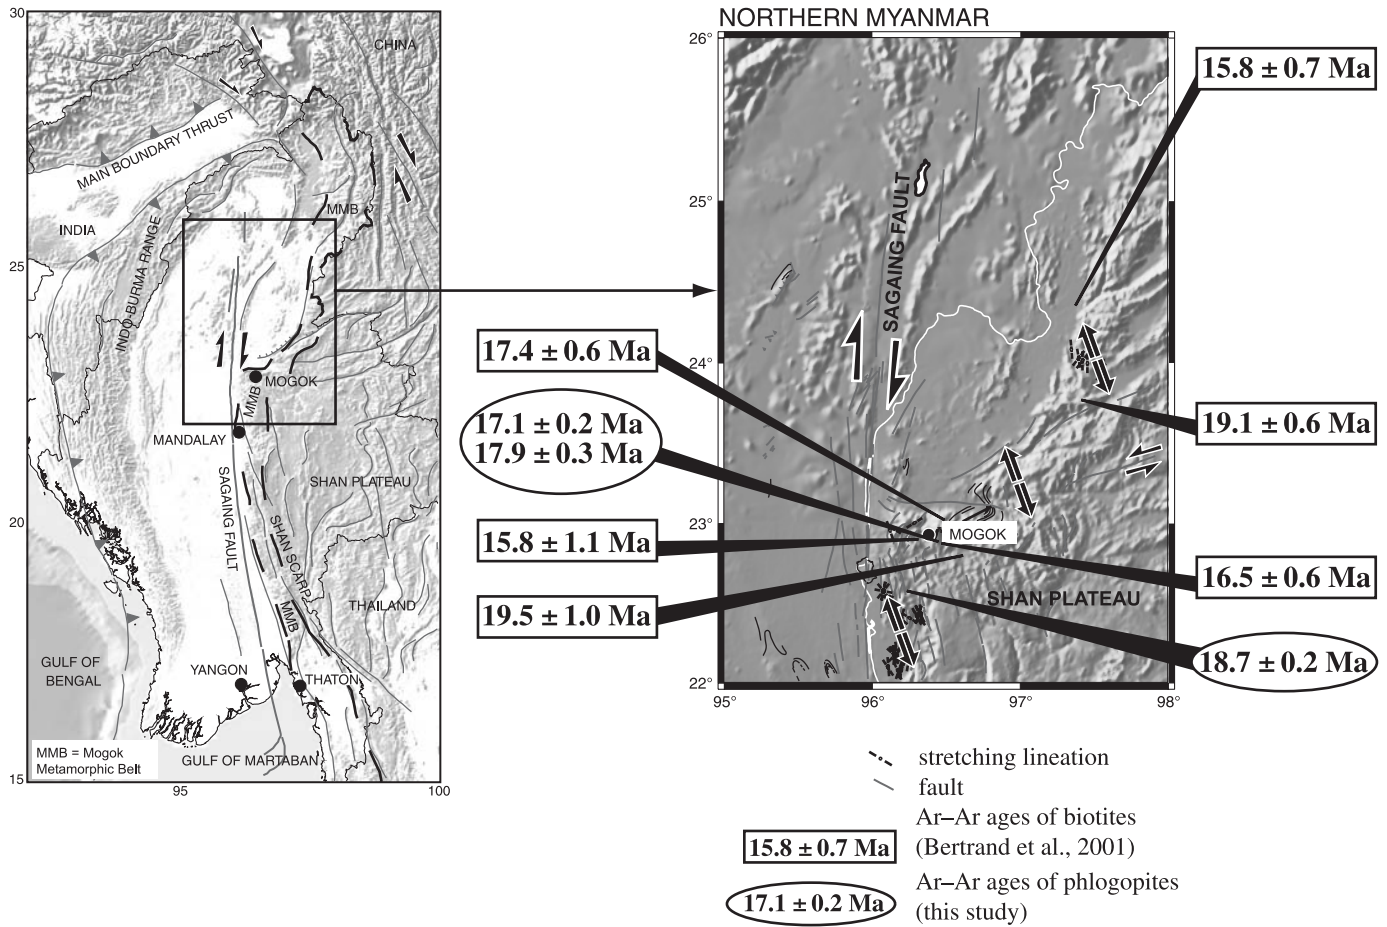 30
CHINA
MAIN BOUNDARY THRUST
MMB
INDIA
INDO-BURMA RANGE
25
MOGOK
MMB
MANDALAY
SAGAING FAULT
SHAN PLATEAU
20
SHAN SCARP
MMB
THAILAND
GULF OF
BENGAL
YANGON
THATON
GULF OF MARTABAN
MMB = Mogok
Metamorphic Belt
15
95
100
NORTHERN MYANMAR
26°
25°
24°
23°
22°
95°
96°
97°
98°
SAGAING FAULT
MOGOK
SHAN PLATEAU
15.8 ± 0.7 Ma
17.4 ± 0.6 Ma
17.1 ± 0.2 Ma
17.9 ± 0.3 Ma
19.1 ± 0.6 Ma
15.8 ± 1.1 Ma
16.5 ± 0.6 Ma
19.5 ± 1.0 Ma
18.7 ± 0.2 Ma
stretching lineation
fault
Ar–Ar ages of biotites
15.8 ± 0.7 Ma
(Bertrand et al., 2001)
Ar–Ar ages of phlogopites
17.1 ± 0.2 Ma
(this study)